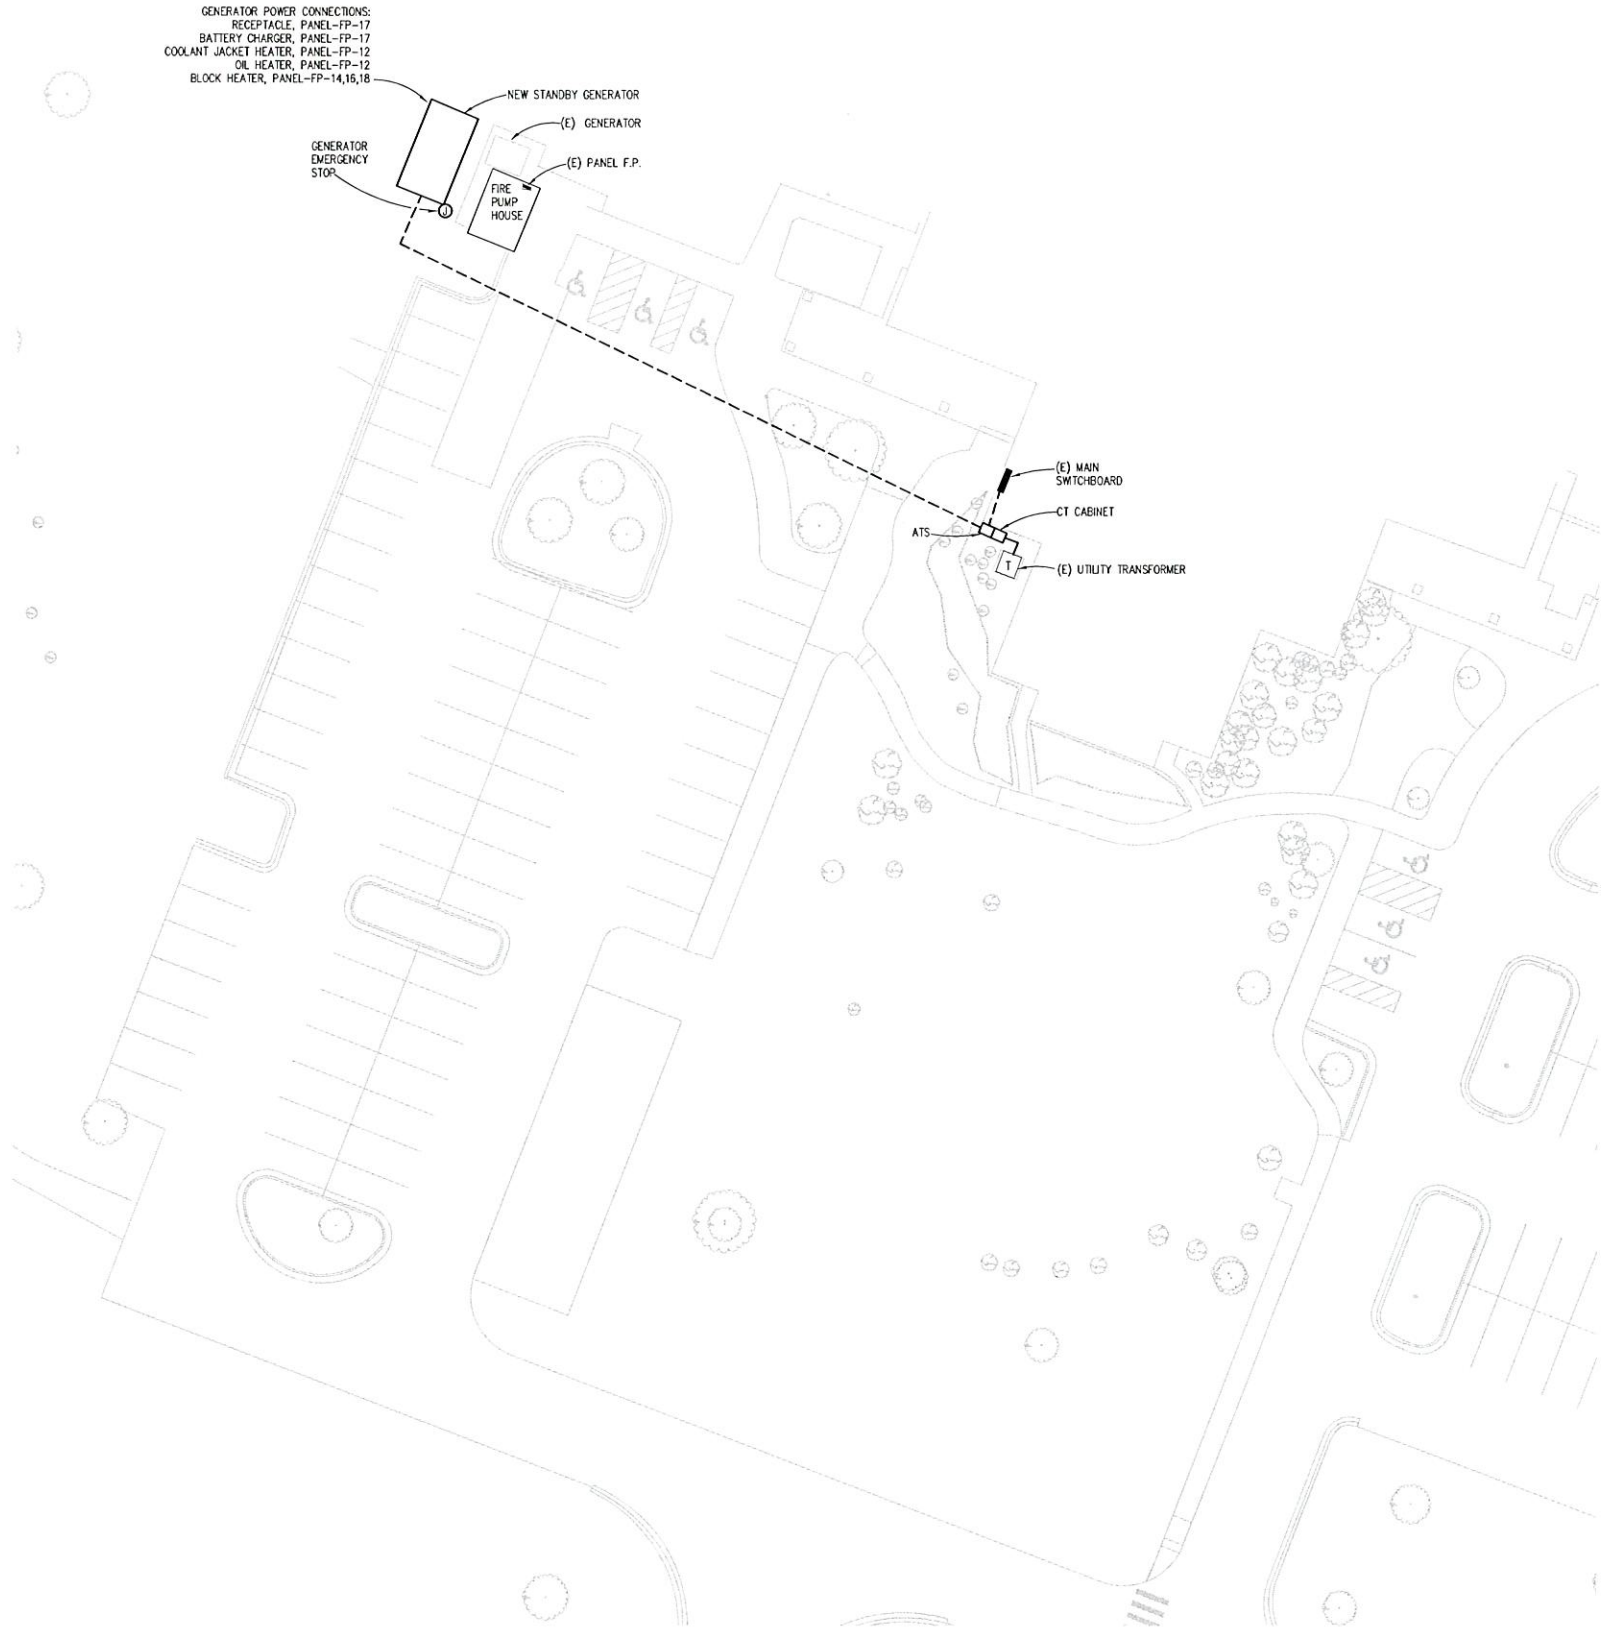 GENERATOR POWER CONNECTIONS:
RECEPTACLE, PANEL-FP-17
BATTERY CHARGER, PANEL-FP-17
COOLANT JACKET HEATER, PANEL-FP-12
OIL HEATER, PANEL-FP-12
BLOCK HEATER, PANEL-FP-14,16,18
NEW STANDBY GENERATOR
(E) GENERATOR
GENERATOR
EMERGENCY
STOP
(E) PANEL F.P.
FIRE
PUMP
HOUSE
J
(E) MAIN
SWITCHBOARD
CT CABINET
ATS
T
(E) UTILITY TRANSFORMER